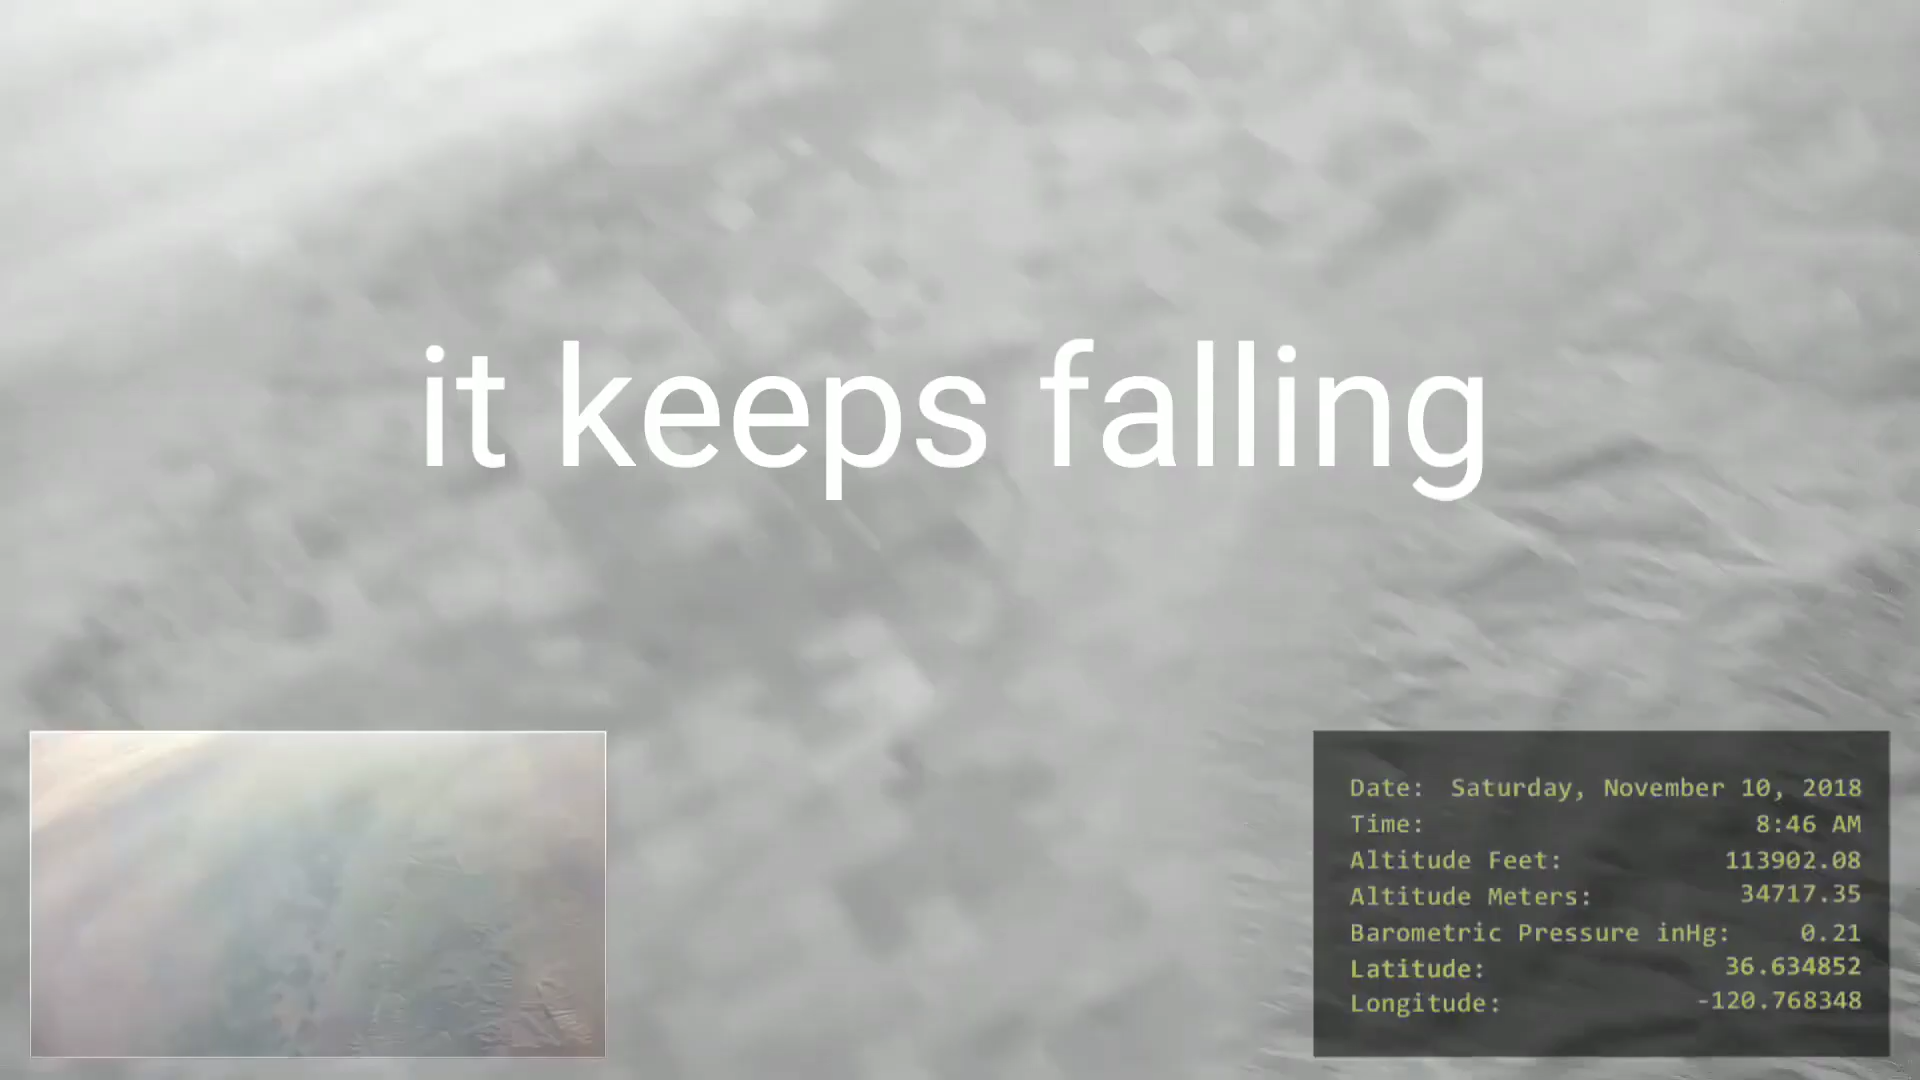 it keeps falling
Date: Saturday, November 10, 2018
Time: 8:46 AM
Altitude Feet: 113902.08
Altitude Meters: 34717.35
Barometric Pressure inHg: 0.21
Latitude: 36.634852
Longitude: -120.768348